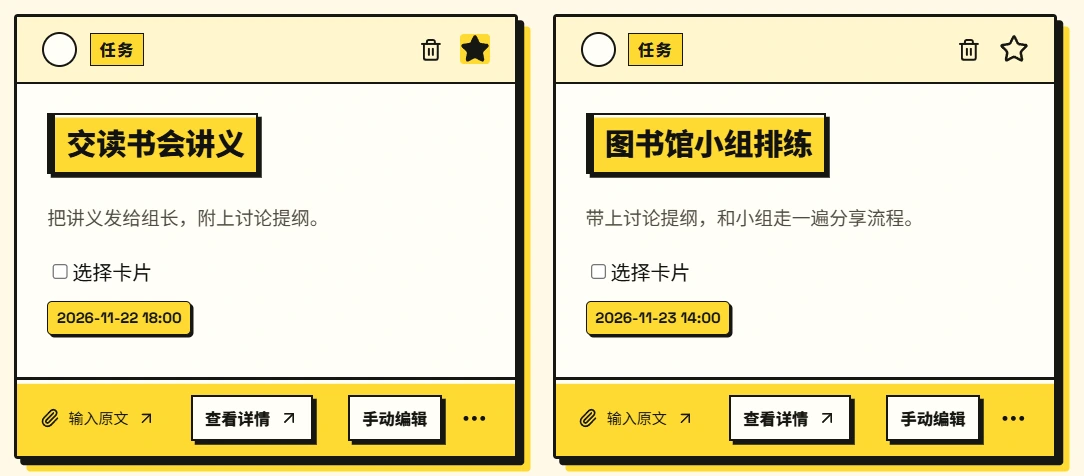 任务
交读书会讲义
把讲义发给组长，附上讨论提纲。
选择卡片
2026-11-22 18:00
输入原文 查看详情 手动编辑
任务
图书馆小组排练
带上讨论提纲，和小组走一遍分享流程。
选择卡片
2026-11-23 14:00
输入原文 查看详情 手动编辑